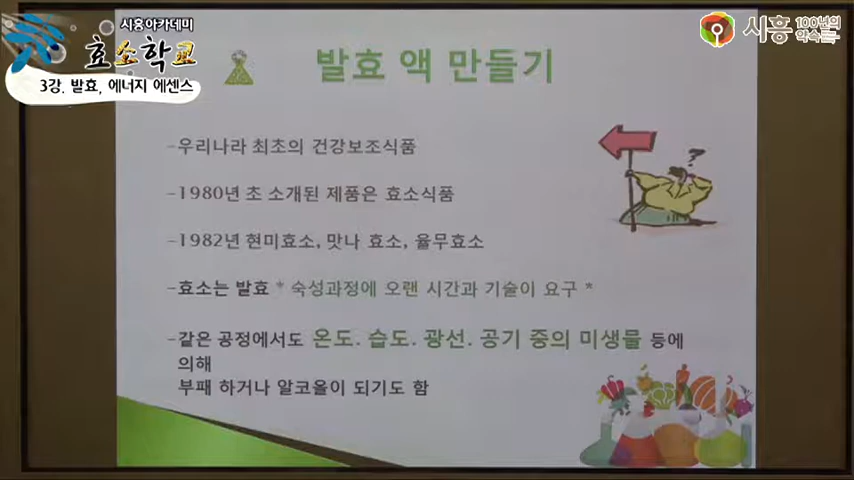 시흥아카데미
효소학교
3강. 발효, 에너지 에센스
시흥 100년의 약속
발효 액 만들기
-우리나라 최초의 건강보조식품
-1980년 초 소개된 제품은 효소식품
-1982년 현미효소, 맛나 효소, 율무효소
-효소는 발효 * 숙성과정에 오랜 시간과 기술이 요구 *
-같은 공정에서도 온도. 습도. 광선. 공기 중의 미생물 등에
의해
부패 하거나 알코올이 되기도 함